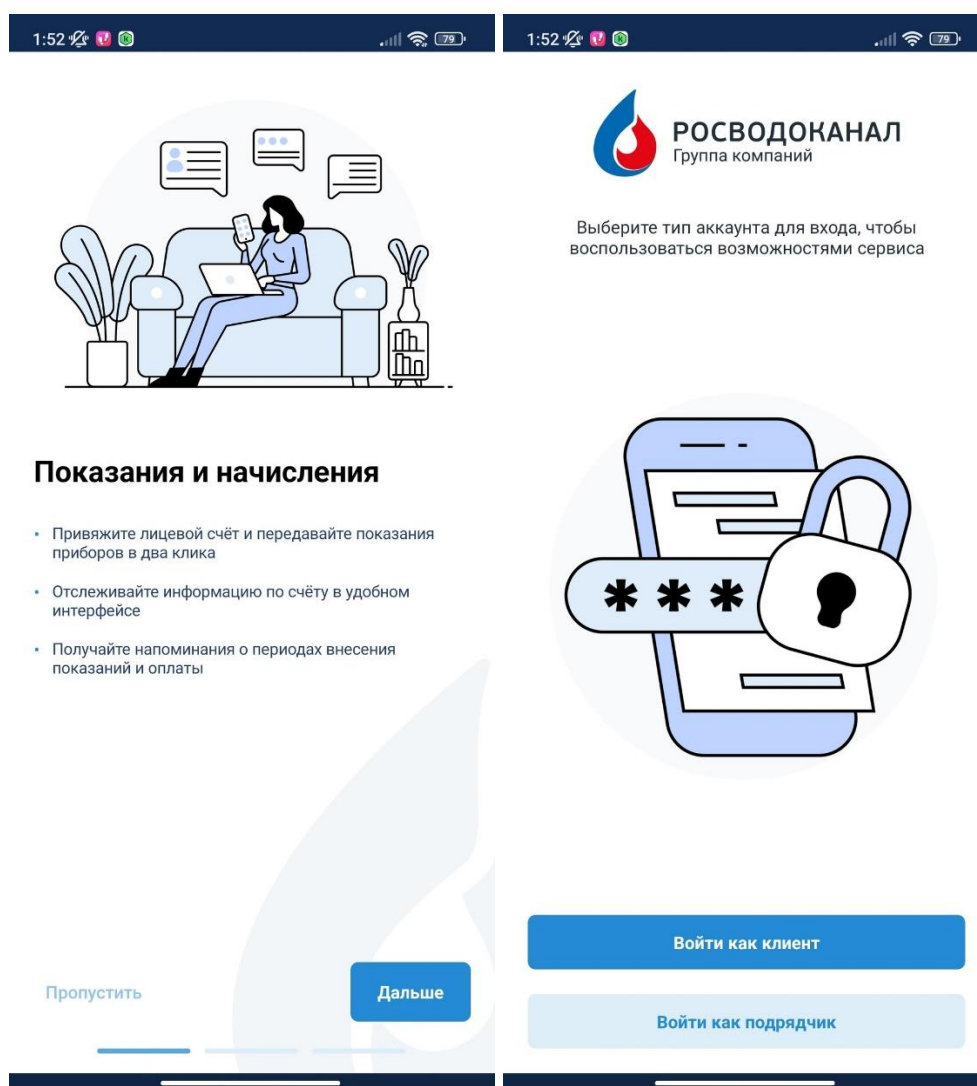 1:52
79
Показания и начисления
• Привяжите лицевой счёт и передавайте показания
приборов в два клика
• Отслеживайте информацию по счёту в удобном
интерфейсе
• Получайте напоминания о периодах внесения
показаний и оплаты
Пропустить
Дальше
1:52
79
РОСВОДОКАНАЛ
Группа компаний
Выберите тип аккаунта для входа, чтобы
воспользоваться возможностями сервиса
* * *
Войти как клиент
Войти как подрядчик